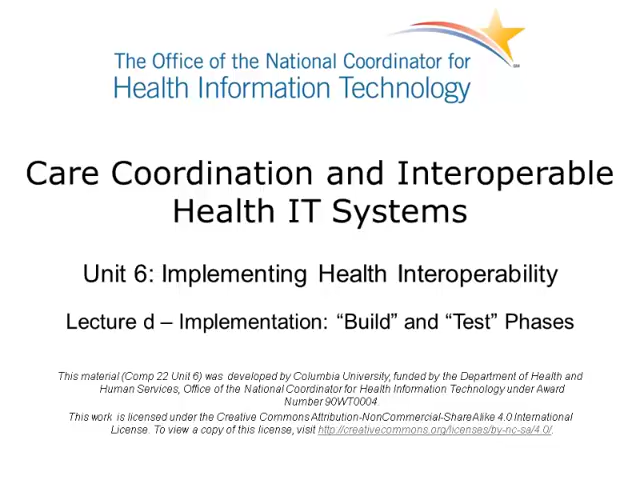 The Office of the National Coordinator for
Health Information Technology
Care Coordination and Interoperable
Health IT Systems
Unit 6: Implementing Health Interoperability
Lecture d – Implementation: “Build” and “Test” Phases
This material (Comp 22 Unit 6) was developed by Columbia University, funded by the Department of Health and
Human Services, Office of the National Coordinator for Health Information Technology under Award
Number 90WT0004.
This work is licensed under the Creative Commons Attribution-NonCommercial-ShareAlike 4.0 International
License. To view a copy of this license, visit http://creativecommons.org/licenses/by-nc-sa/4.0/.